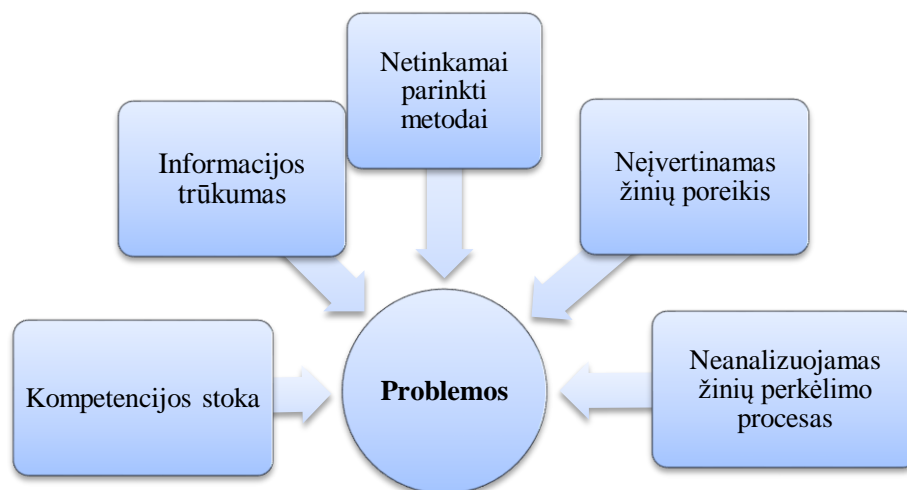 Netinkamai
parinkti
metodai
Informacijos
trūkumas
Neįvertinamas
žinių poreikis
Kompetencijos stoka
Problemos
Neanalizuojamas
žinių perkėlimo
procesas